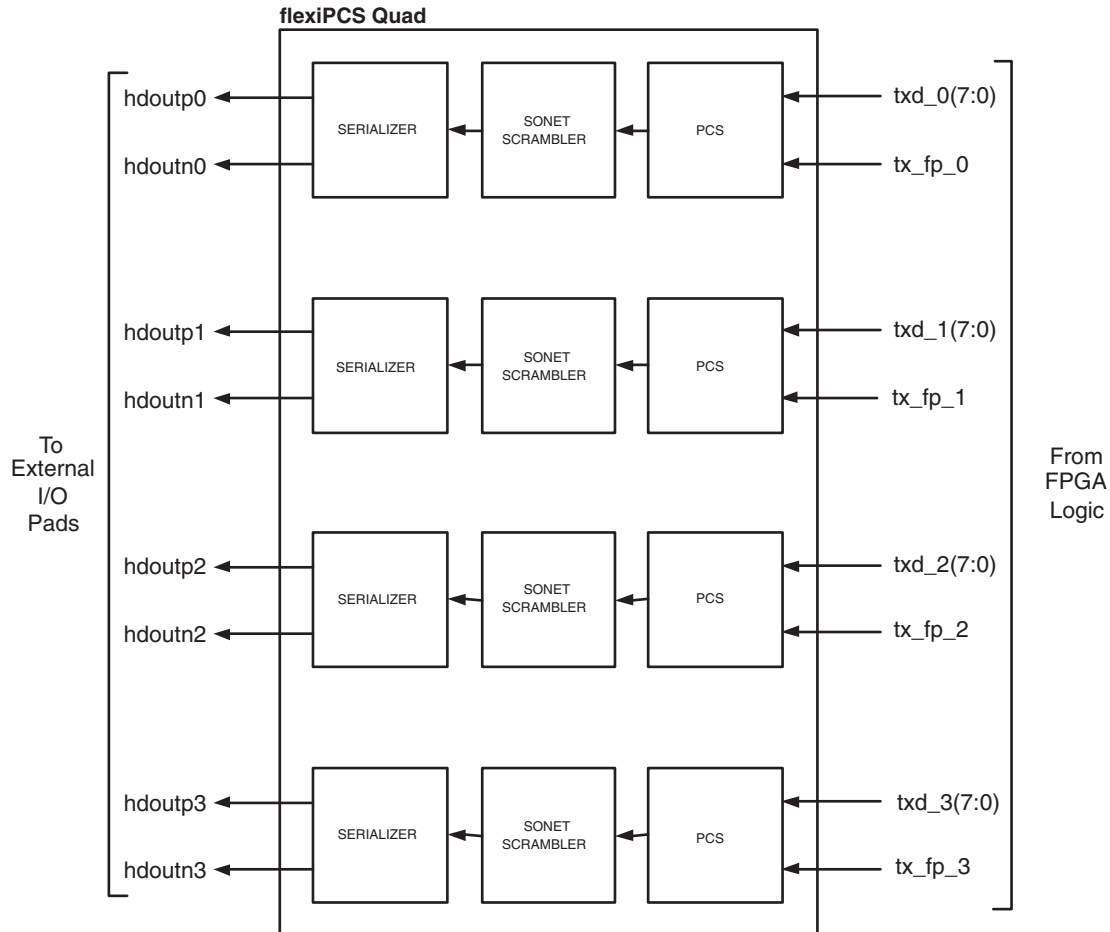 flexiPCS Quad
hdoutp0
SERIALIZER
SONET
SCRAMBLER
PCS
txd_0(7:0)
hdoutn0
tx_fp_0
hdoutp1
SERIALIZER
SONET
SCRAMBLER
PCS
txd_1(7:0)
hdoutn1
tx_fp_1
To
External
I/O
Pads
From
FPGA
Logic
hdoutp2
SERIALIZER
SONET
SCRAMBLER
PCS
txd_2(7:0)
hdoutn2
tx_fp_2
hdoutp3
SERIALIZER
SONET
SCRAMBLER
PCS
txd_3(7:0)
hdoutn3
tx_fp_3